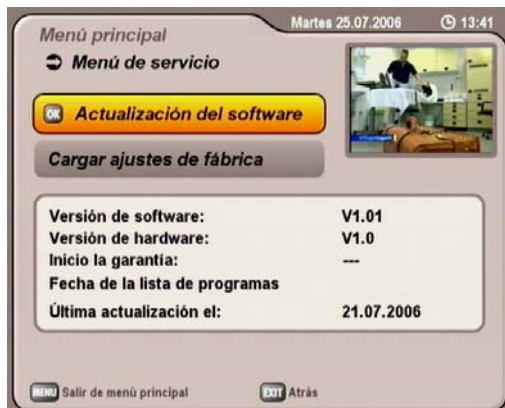 Martes 25.07.2006 13:41
Menú principal
Menú de servicio
OK Actualización del software
Cargar ajustes de fábrica
Versión de software: V1.01
Versión de hardware: V1.0
Inicio la garantía: ---
Fecha de la lista de programas
Última actualización el: 21.07.2006
MENU Salir de menú principal EXIT Atrás